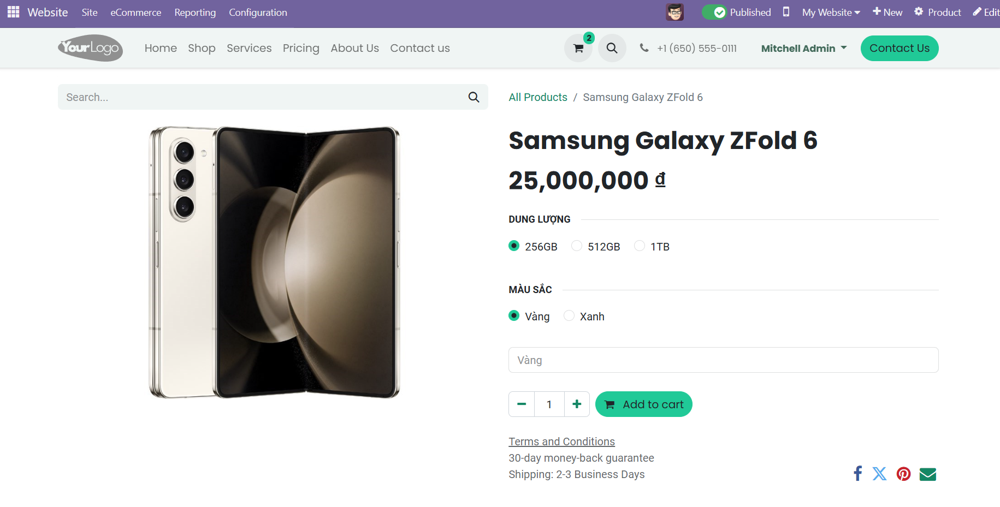 Website Site eCommerce Reporting Configuration Published My Website New Product Edit
YourLogo Home Shop Services Pricing About Us Contact us 2 +1 (650) 555-0111 Mitchell Admin Contact Us
Search...
All Products / Samsung Galaxy ZFold 6
Samsung Galaxy ZFold 6
25,000,000 ₫
DUNG LƯỢNG
256GB 512GB 1TB
MÀU SẮC
Vàng Xanh
Vàng
1 Add to cart
Terms and Conditions
30-day money-back guarantee
Shipping: 2-3 Business Days